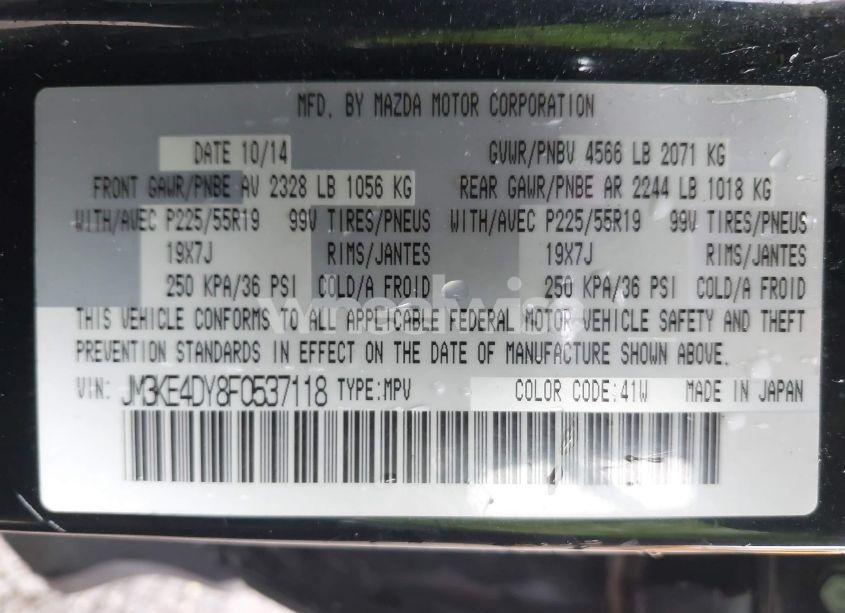 MFD. BY MAZDA MOTOR CORPORATION
DATE 10/14 GVWR/PNBV 4566 LB 2071 KG
FRONT GAWR/PNBE AV 2328 LB 1056 KG REAR GAWR/PNBE AR 2244 LB 1018 KG
WITH/AVEC P225/55R19 99V TIRES/PNEUS WITH/AVEC P225/55R19 99V TIRES/PNEUS
19X7J RIMS/JANTES 19X7J RIMS/JANTES
250 KPA/36 PSI COLD/A FROID 250 KPA/36 PSI COLD/A FROID
THIS VEHICLE CONFORMS TO ALL APPLICABLE FEDERAL MOTOR VEHICLE SAFETY AND THEFT
PREVENTION STANDARDS IN EFFECT ON THE DATE OF MANUFACTURE SHOWN ABOVE.
VIN: JM3KE4DY8F0537118 TYPE:MPV COLOR CODE:41W MADE IN JAPAN